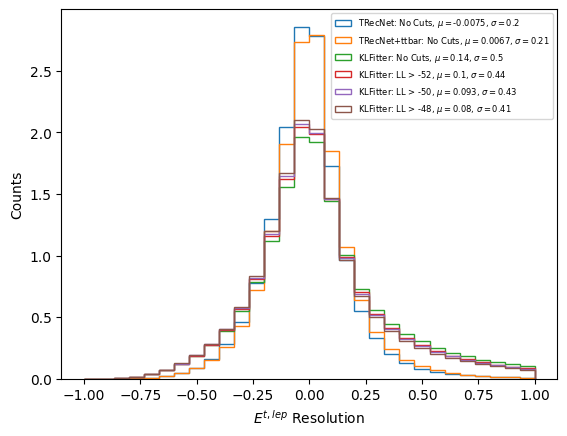 TRecNet: No Cuts, μ = -0.0075, σ = 0.2
TRecNet+ttbar: No Cuts, μ = 0.0067, σ = 0.21
KLFitter: No Cuts, μ = 0.14, σ = 0.5
KLFitter: LL > -52, μ = 0.1, σ = 0.44
KLFitter: LL > -50, μ = 0.093, σ = 0.43
KLFitter: LL > -48, μ = 0.08, σ = 0.41
2.5
2.0
1.5
1.0
0.5
0.0
Counts
−1.00 −0.75 −0.50 −0.25 0.00 0.25 0.50 0.75 1.00
E^{t, lep} Resolution